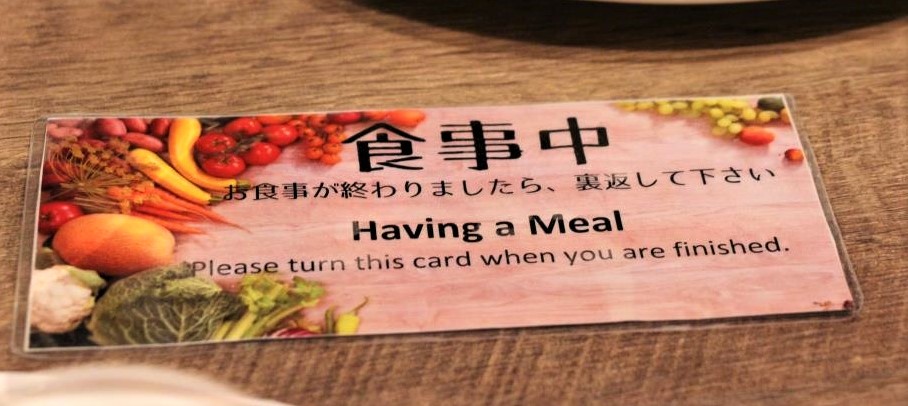 食事中
お食事が終わりましたら、裏返して下さい
Having a Meal
Please turn this card when you are finished.